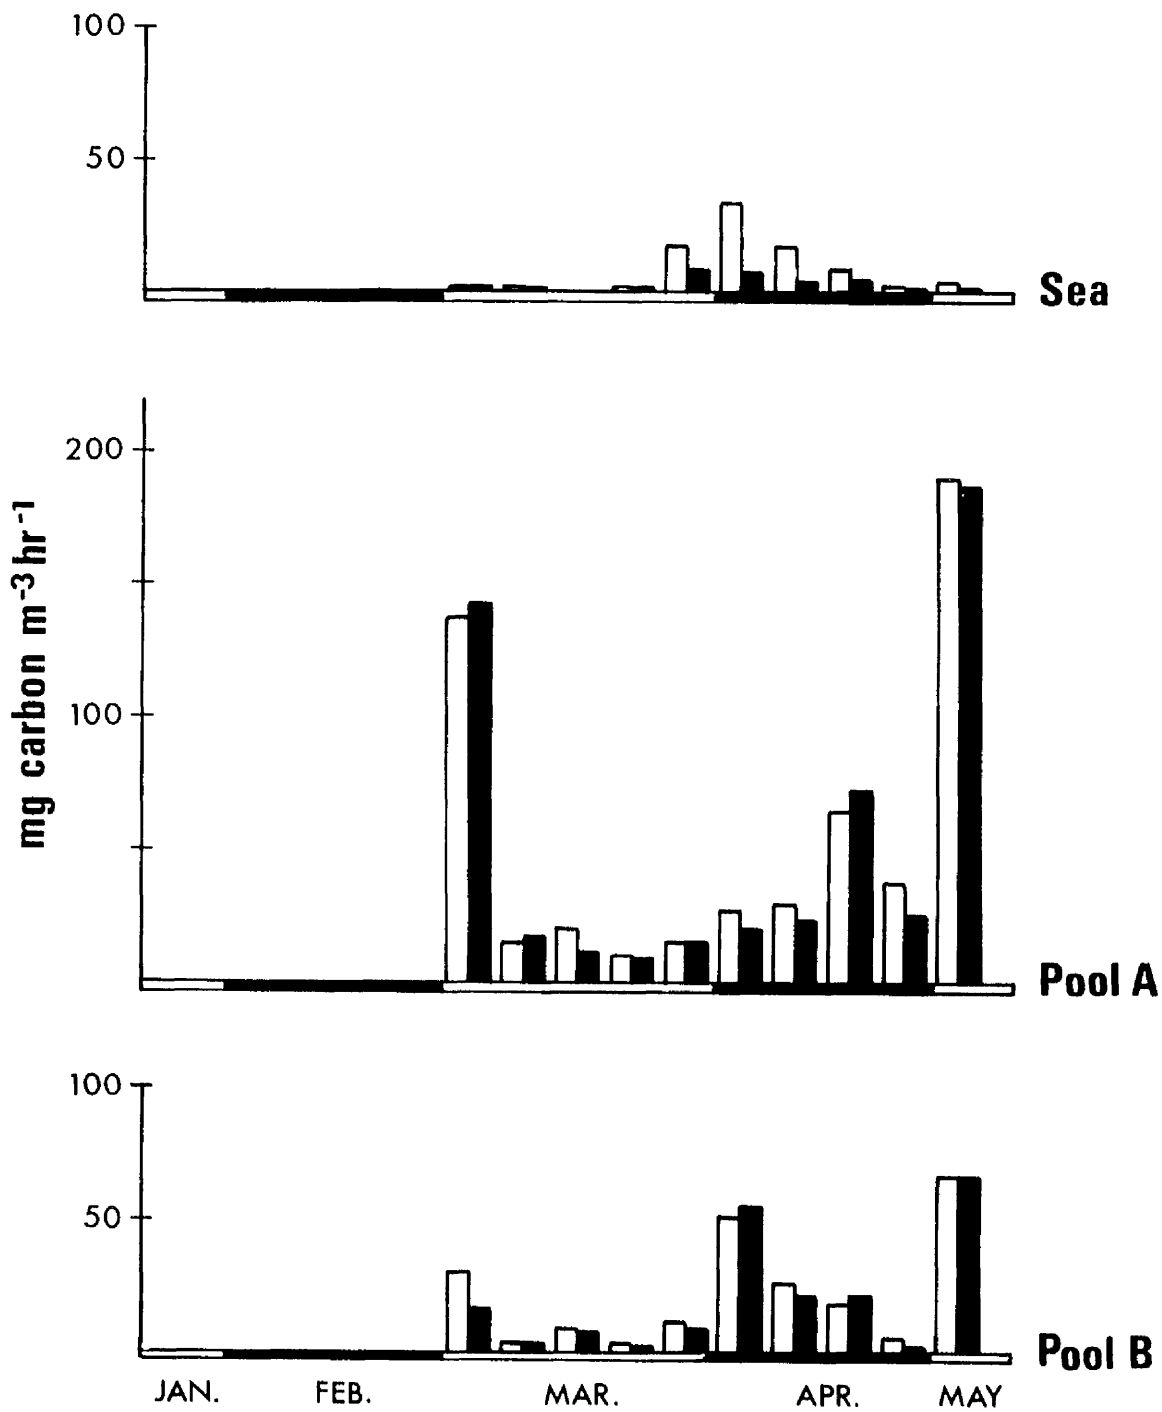 100
50
Sea
mg carbon m⁻³hr⁻¹
200
100
Pool A
100
50
Pool B
JAN. FEB. MAR. APR. MAY